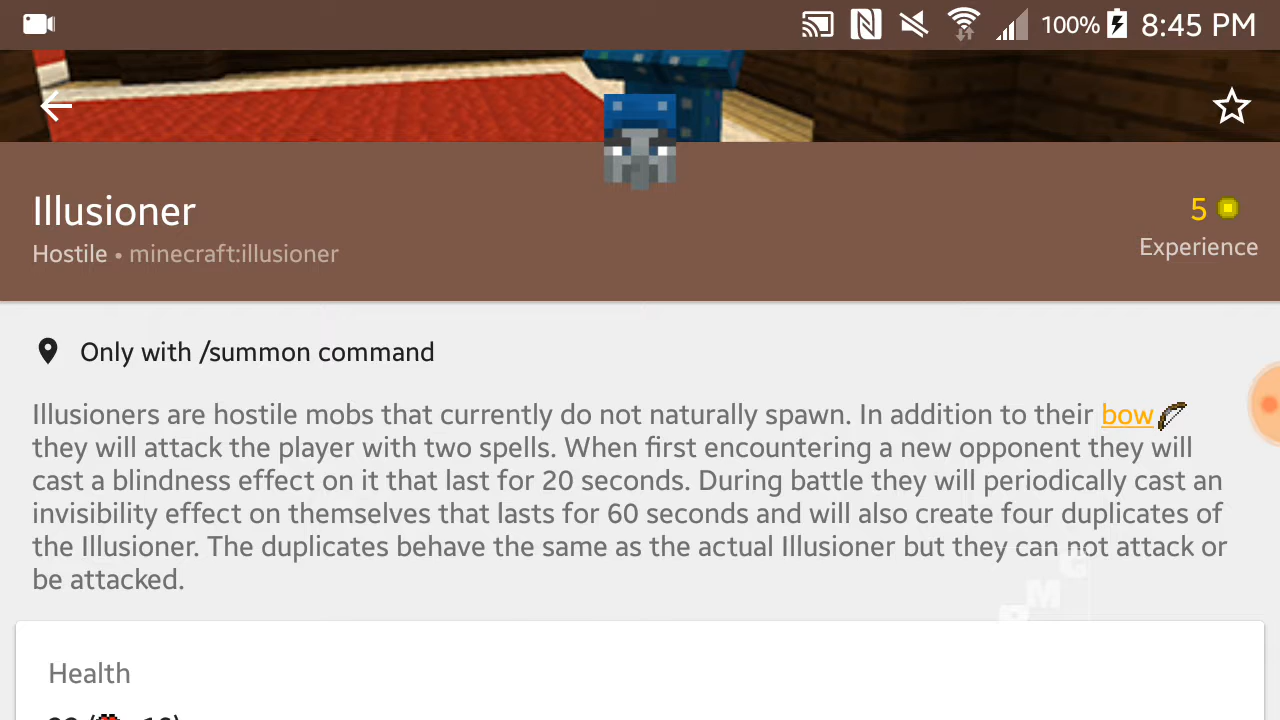 100% 8:45 PM
Illusioner
5
Hostile • minecraft:illusioner
Experience
Only with /summon command
Illusioners are hostile mobs that currently do not naturally spawn. In addition to their bow
they will attack the player with two spells. When first encountering a new opponent they will
cast a blindness effect on it that last for 20 seconds. During battle they will periodically cast an
invisibility effect on themselves that lasts for 60 seconds and will also create four duplicates of
the Illusioner. The duplicates behave the same as the actual Illusioner but they can not attack or
be attacked.
Health